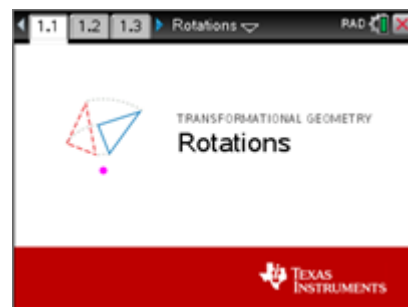 1.1 1.2 1.3 Rotations RAD
TRANSFORMATIONAL GEOMETRY
Rotations
TEXAS
INSTRUMENTS